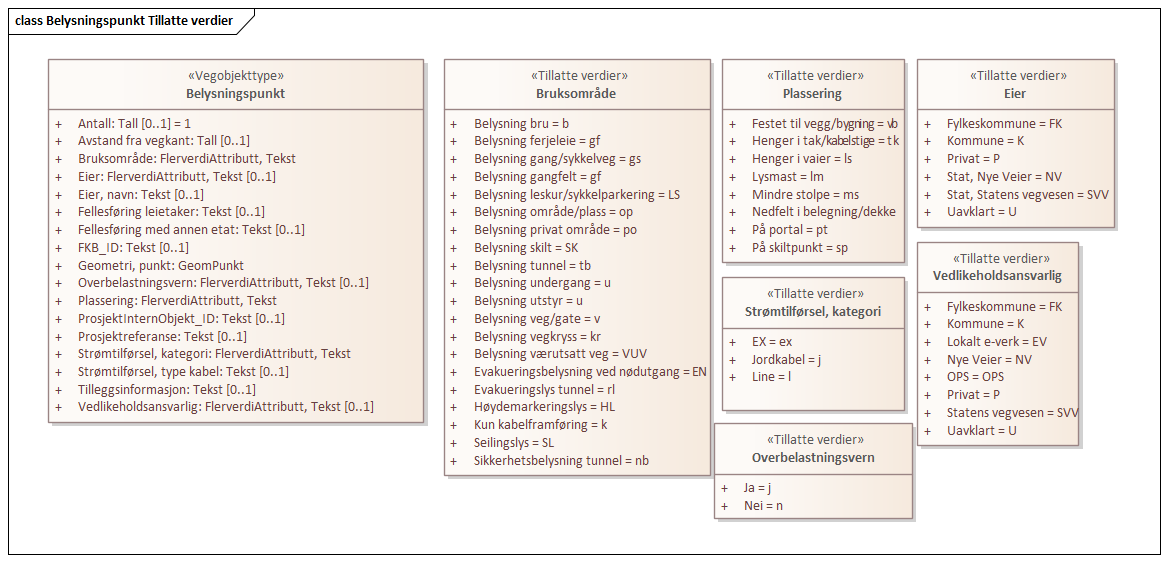 class Belysningspunkt Tillatte verdier
«Vegobjekttype»
Belysningspunkt
+ Antall: Tall [0..1] = 1
+ Avstand fra vegkant: Tall [0..1]
+ Bruksområde: FlerverdiAttributt, Tekst
+ Eier: FlerverdiAttributt, Tekst [0..1]
+ Eier, navn: Tekst [0..1]
+ Fellesføring leietaker: Tekst [0..1]
+ Fellesføring med annen etat: Tekst [0..1]
+ FKB_ID: Tekst [0..1]
+ Geometri, punkt: GeomPunkt
+ Overbelastningsvern: FlerverdiAttributt, Tekst [0..1]
+ Plassering: FlerverdiAttributt, Tekst
+ ProsjektInternObjekt_ID: Tekst [0..1]
+ Prosjektreferanse: Tekst [0..1]
+ Strømtilførsel, kategori: FlerverdiAttributt, Tekst
+ Strømtilførsel, type kabel: Tekst [0..1]
+ Tilleggsinformasjon: Tekst [0..1]
+ Vedlikeholdsansvarlig: FlerverdiAttributt, Tekst [0..1]
«Tillatte verdier»
Bruksområde
+ Belysning bru = b
+ Belysning ferjeleie = gf
+ Belysning gang/sykkelveg = gs
+ Belysning gangfelt = gf
+ Belysning leskur/sykkelparkering = LS
+ Belysning område/plass = op
+ Belysning privat område = po
+ Belysning skilt = SK
+ Belysning tunnel = tb
+ Belysning undergang = u
+ Belysning utstyr = u
+ Belysning veg/gate = v
+ Belysning vegkryss = kr
+ Belysning værutsatt veg = VUV
+ Evakueringsbelysning ved nødutgang = EN
+ Evakueringslys tunnel = rl
+ Høydemarkeringslys = HL
+ Kun kabelframføring = k
+ Seilingslys = SL
+ Sikkerhetsbelysning tunnel = nb
«Tillatte verdier»
Plassering
+ Festet til vegg/bygning = vb
+ Henger i tak/kabelstige = tk
+ Henger i vaier = ls
+ Lysmast = lm
+ Mindre stolpe = ms
+ Nedfelt i belegning/dekke
+ På portal = pt
+ På skiltpunkt = sp
«Tillatte verdier»
Strømtilførsel, kategori
+ EX = ex
+ Jordkabel = j
+ Line = l
«Tillatte verdier»
Overbelastningsvern
+ Ja = j
+ Nei = n
«Tillatte verdier»
Eier
+ Fylkeskommune = FK
+ Kommune = K
+ Privat = P
+ Stat, Nye Veier = NV
+ Stat, Statens vegvesen = SVV
+ Uavklart = U
«Tillatte verdier»
Vedlikeholdsansvarlig
+ Fylkeskommune = FK
+ Kommune = K
+ Lokalt e-verk = EV
+ Nye Veier = NV
+ OPS = OPS
+ Privat = P
+ Statens vegvesen = SVV
+ Uavklart = U